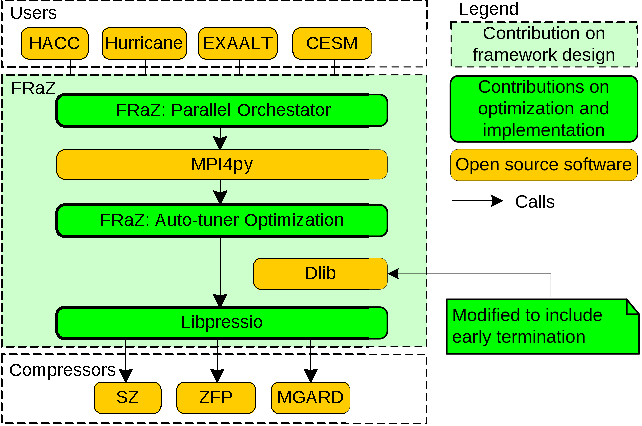 Users
HACC
Hurricane
EXAALT
CESM
FRaZ
FRaZ: Parallel Orchestator
MPI4py
FRaZ: Auto-tuner Optimization
Dlib
Libpressio
Compressors
SZ
ZFP
MGARD
Legend
Contribution on
framework design
Contributions on
optimization and
implementation
Open source software
Calls
Modified to include
early termination